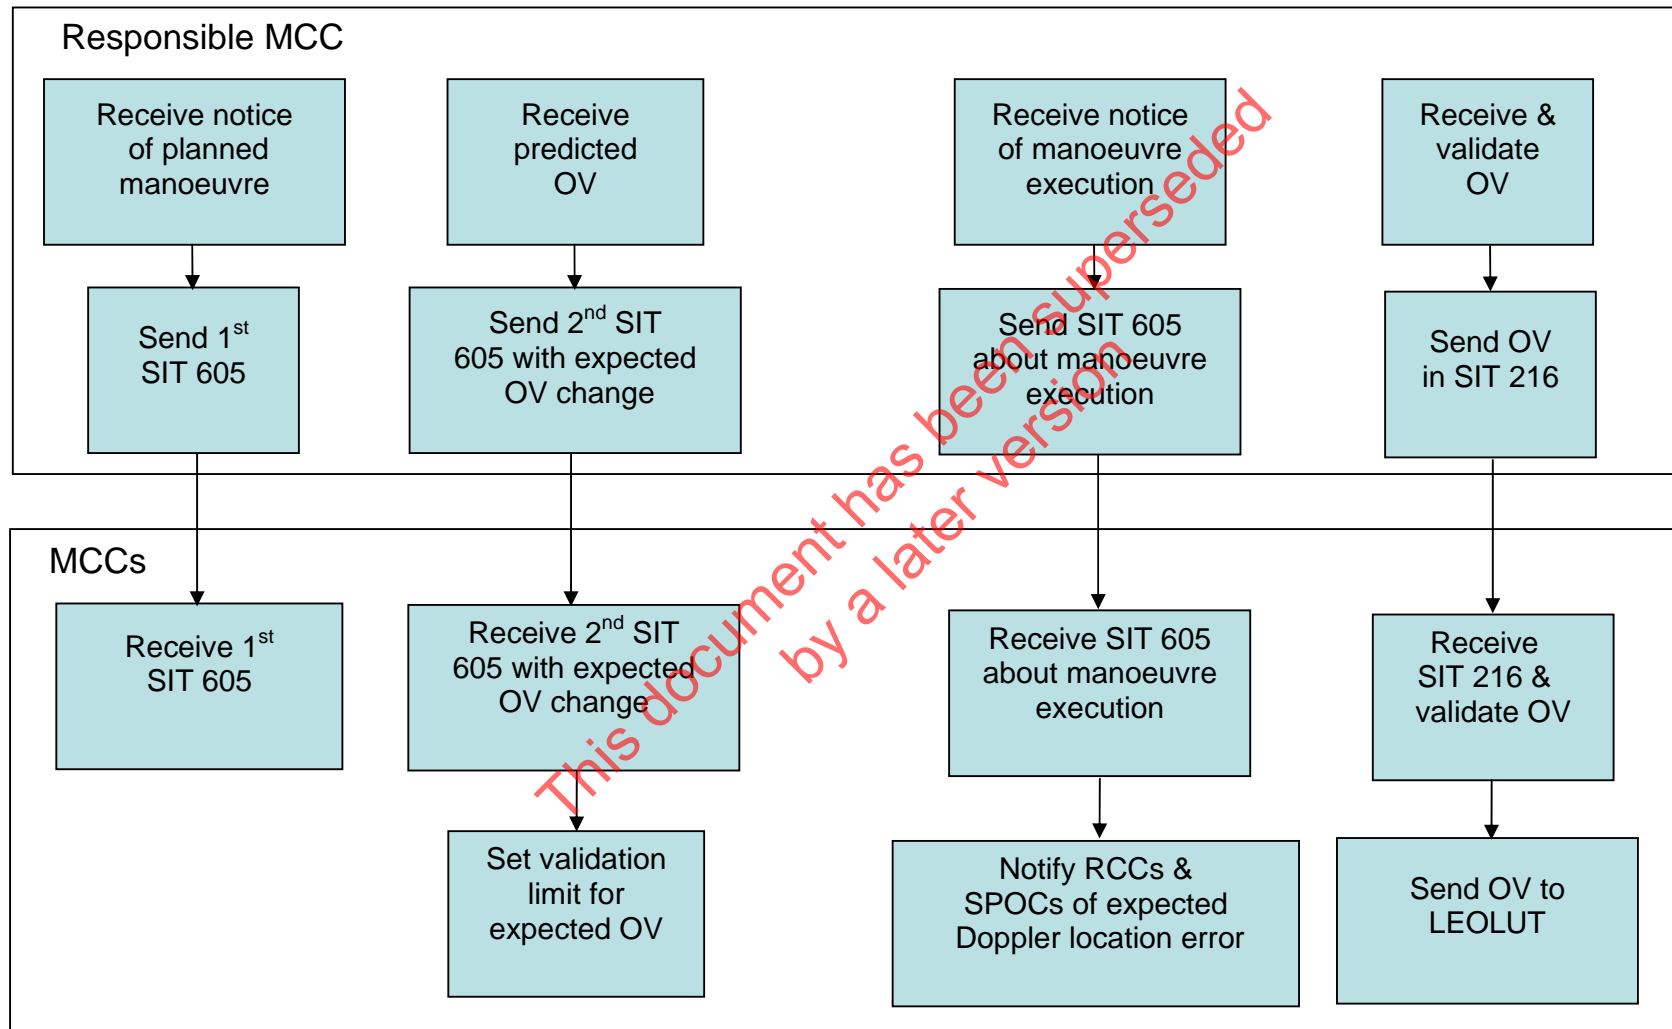 Responsible MCC
Receive notice
of planned
manoeuvre
Receive
predicted
OV
Receive notice
of manoeuvre
execution
Receive &
validate
OV
Send 1st
SIT 605
Send 2nd SIT
605 with expected
OV change
Send SIT 605
about manoeuvre
execution
Send OV
in SIT 216
MCCs
Receive 1st
SIT 605
Receive 2nd SIT
605 with expected
OV change
Receive SIT 605
about manoeuvre
execution
Receive
SIT 216 &
validate OV
Set validation
limit for
expected OV
Notify RCCs &
SPOCs of expected
Doppler location error
Send OV to
LEOLUT
This document has been superseded
by a later version